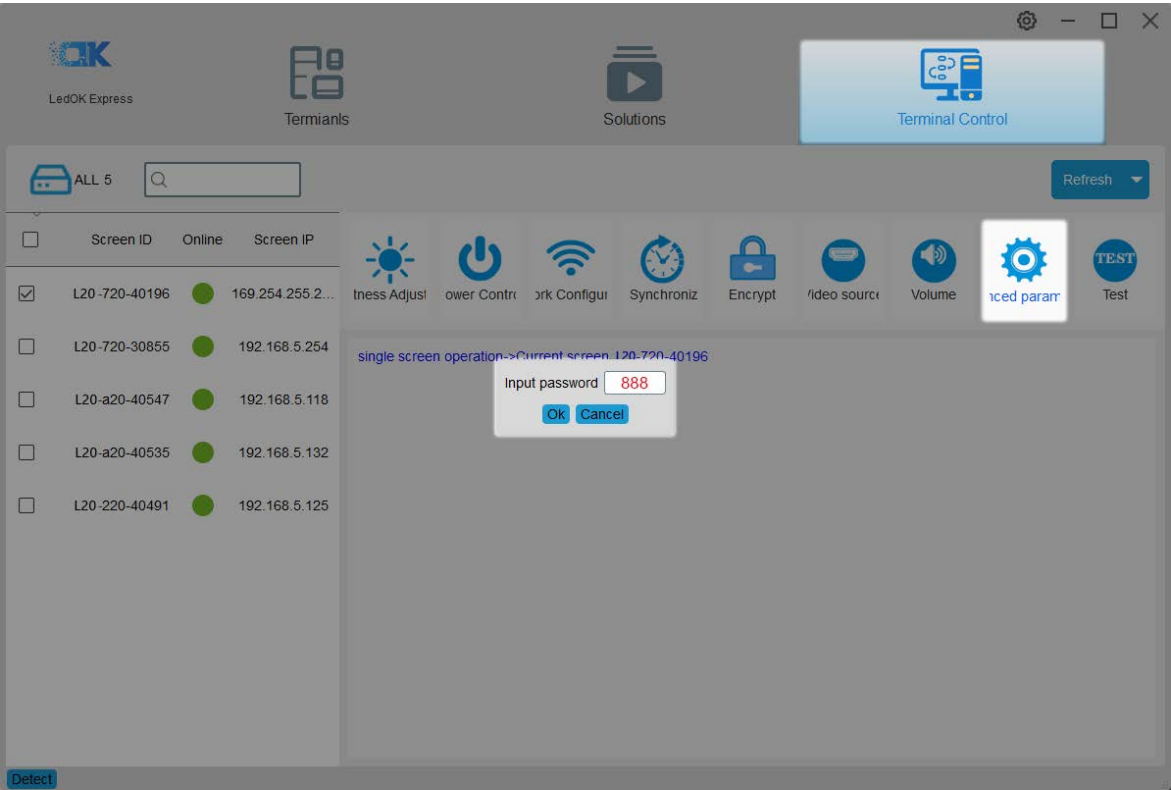 LedOK Express
Termianls
Solutions
Terminal Control
ALL 5
Refresh
Screen ID Online Screen IP
L20-720-40196 169.254.255.2...
L20-720-30855 192.168.5.254
L20-a20-40547 192.168.5.118
L20-a20-40535 192.168.5.132
L20-220-40491 192.168.5.125
tness Adjust ower Contro ork Configur Synchroniz Encrypt Video source Volume nced param TEST Test
single screen operation->Current screen L20-720-40196
Input password 888
Ok Cancel
Detect